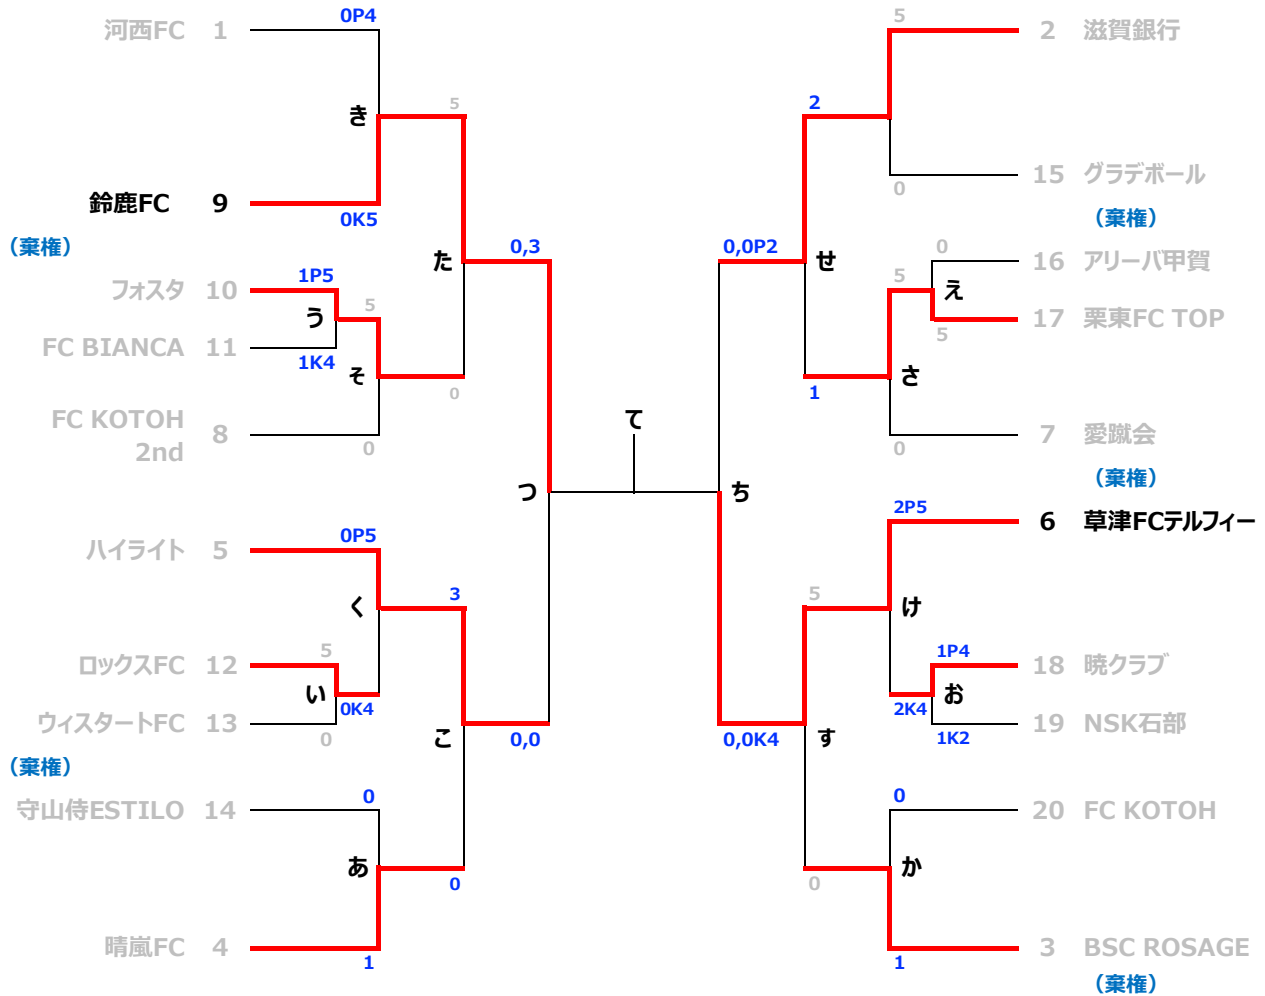 0P4
河西FC 1
き
5
鈴鹿FC 9
0K5
（棄権）
た
0,3
1P5
フォスタ 10
う
5
FC BIANCA 11
1K4
そ
0
FC KOTOH
2nd
8
0
つ
て
0P5
ハイライト 5
く
3
5
ロックスFC 12
い
0K4
ウィスタートFC 13
0
こ
0,0
（棄権）
0
守山侍ESTILO 14
あ
0
晴嵐FC 4
1
5
2 滋賀銀行
2
15 グラデボール
0
（棄権）
0,0P2
せ
0
16 アリーバ甲賀
5
え
17 栗東FC TOP
5
さ
1
7 愛蹴会
0
（棄権）
ち
2P5
6 草津FCテルフィー
5
け
1P4
18 暁クラブ
お
2K4
19 NSK石部
1K2
0,0K4
す
0
20 FC KOTOH
か
0
3 BSC ROSAGE
1
（棄権）